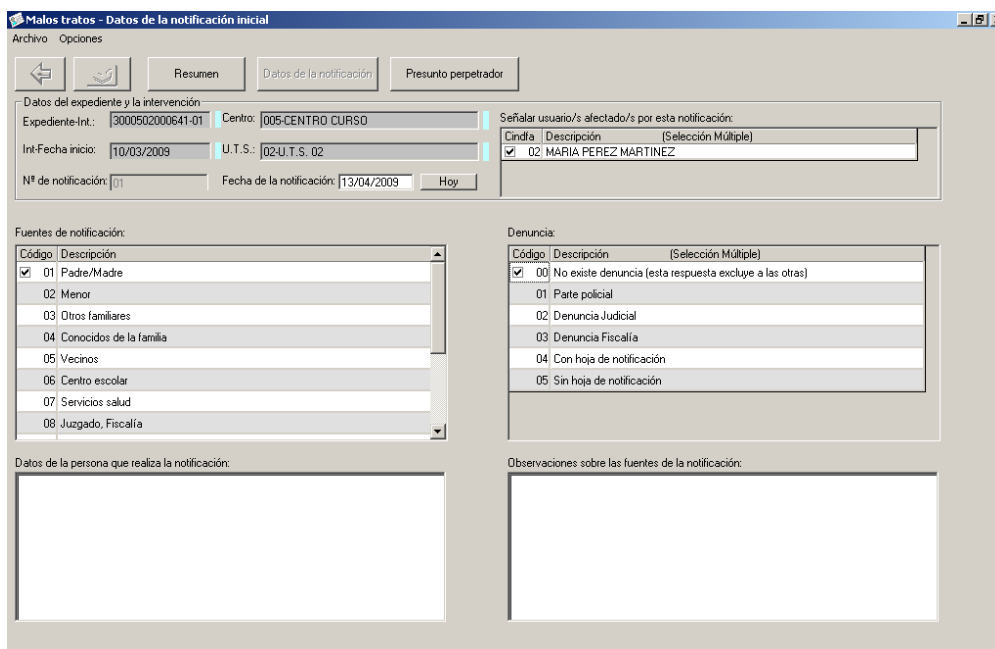 Malos tratos - Datos de la notificación inicial
Archivo Opciones
Resumen Datos de la notificación Presunto perpetrador
Datos del expediente y la intervención
Expediente-Int.: 3000502000641-01 Centro: 005-CENTRO CURSO
Int-Fecha inicio: 10/03/2009 U.T.S.: 02-U.T.S. 02
Nª de notificación: 01 Fecha de la notificación: 13/04/2009 Hoy
Señalar usuario/s afectado/s por esta notificación:
Cindfa Descripción (Selección Múltiple)
02 MARIA PEREZ MARTINEZ
Fuentes de notificación:
Código Descripción
01 Padre/Madre
02 Menor
03 Otros familiares
04 Conocidos de la familia
05 Vecinos
06 Centro escolar
07 Servicios salud
08 Juzgado, Fiscalía
Denuncia:
Código Descripción (Selección Múltiple)
00 No existe denuncia (esta respuesta excluye a las otras)
01 Parte policial
02 Denuncia Judicial
03 Denuncia Fiscalía
04 Con hoja de notificación
05 Sin hoja de notificación
Datos de la persona que realiza la notificación:
Observaciones sobre las fuentes de la notificación: